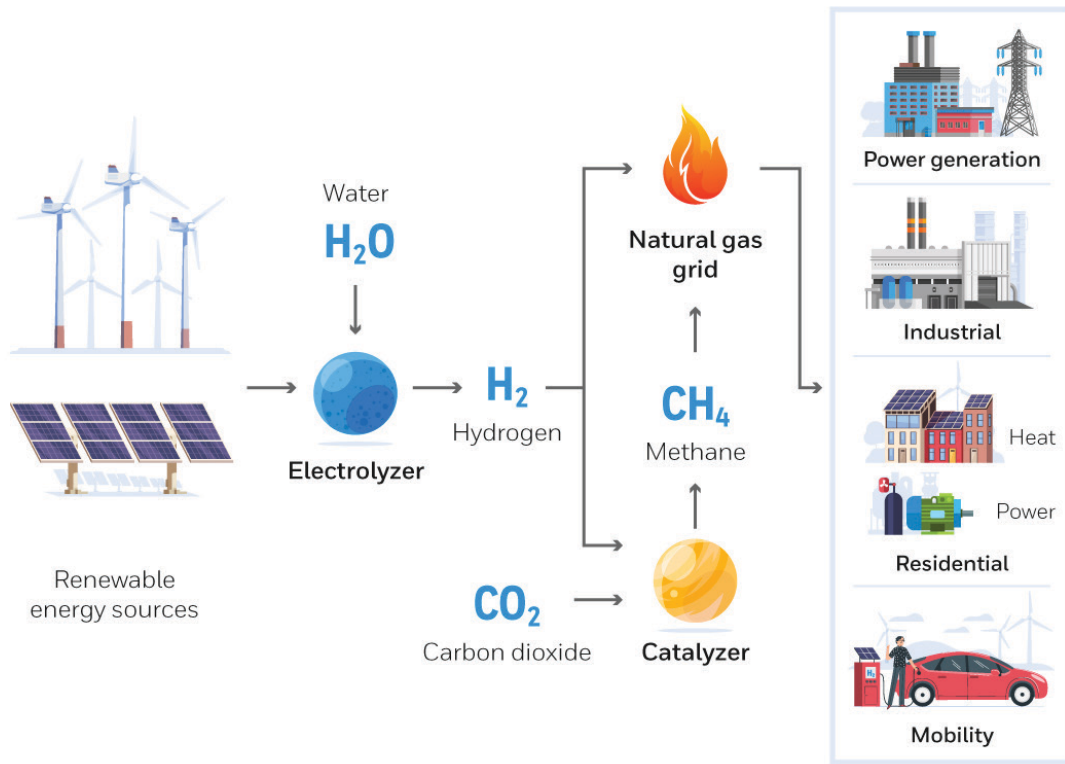 Water
H₂O
Electrolyzer
Renewable
energy sources
H₂
Hydrogen
Natural gas
grid
CH₄
Methane
CO₂
Carbon dioxide
Catalyzer
Power generation
Industrial
Heat
Power
Residential
H₂
Mobility